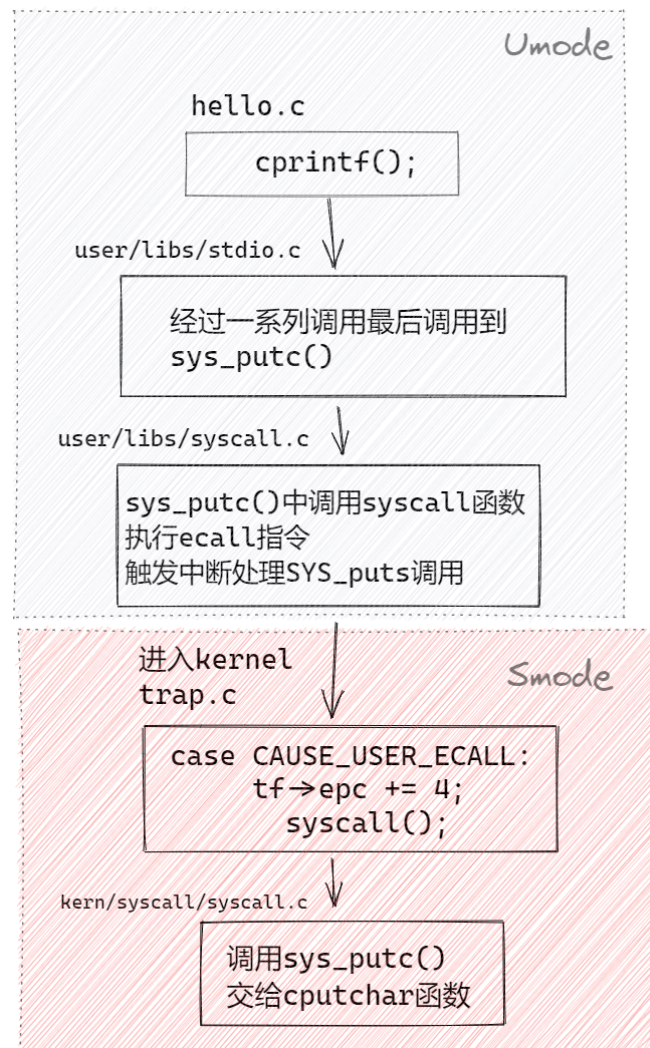 Umode
hello.c
cprintf();
user/libs/stdio.c
经过一系列调用最后调用到
sys_putc()
user/libs/syscall.c
sys_putc()中调用syscall函数
执行ecall指令
触发中断处理SYS_puts调用
进入kernel
trap.c
Smode
case CAUSE_USER_ECALL:
tf->epc += 4;
syscall();
kern/syscall/syscall.c
调用sys_putc()
交给cputchar函数